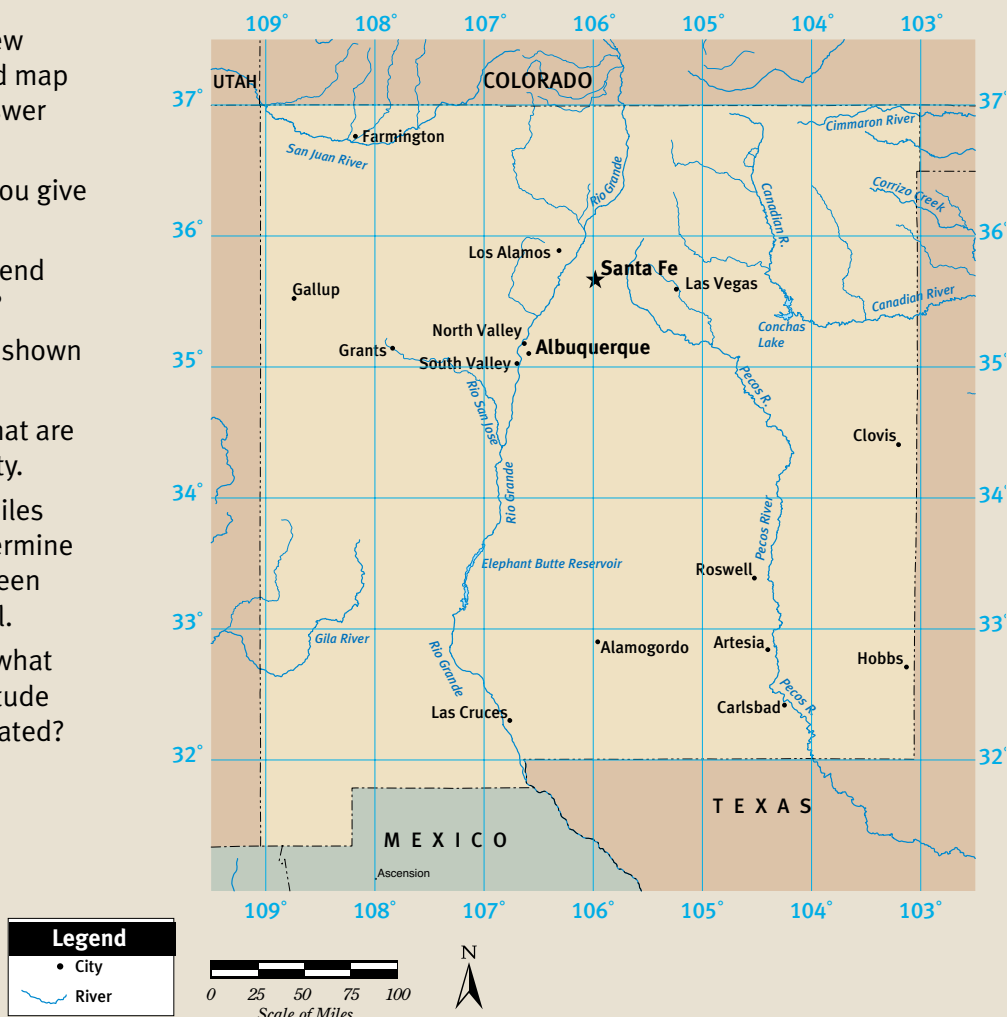 ew
d map
swer
ou give
end
shown
hat are
ty.
iles
ermine
een
l.
what
tude
ated?
109° 108° 107° 106° 105° 104° 103°
UTAH
COLORADO
37° 37°
Cimmaron River
Farmington
San Juan River
Rio Grande
Corrizo Creek
Canadian R.
36° 36°
Los Alamos
Santa Fe
Las Vegas
Gallup
Canadian River
North Valley
Conchas
Lake
Grants
Albuquerque
South Valley
35° 35°
Rio San Jose
Pecos R.
Clovis
34° 34°
Rio Grande
Pecos River
Elephant Butte Reservoir
Roswell
33° 33°
Gila River
Alamogordo
Artesia
Hobbs
Rio Grande
Pecos R.
Las Cruces
Carlsbad
32° 32°
TEXAS
MEXICO
Ascension
109° 108° 107° 106° 105° 104° 103°
Legend
City
River
N
0 25 50 75 100
Scale of Miles